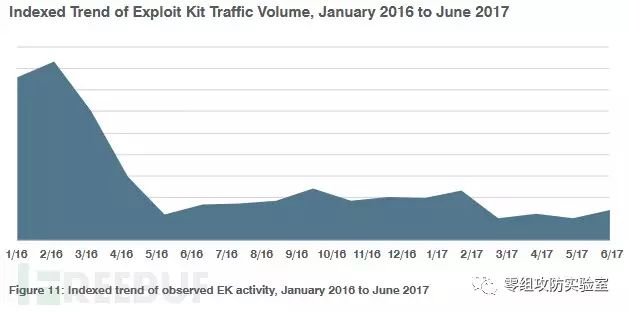 Indexed Trend of Exploit Kit Traffic Volume, January 2016 to June 2017
1/16 2/16 3/16 4/16 5/16 6/16 7/16 8/16 9/16 10/16 11/16 12/16 1/17 2/17 3/17 4/17 5/17 6/17
REEBUF
Figure 11: Indexed trend of observed EK activity, January 2016 to June 2017
零组攻防实验室